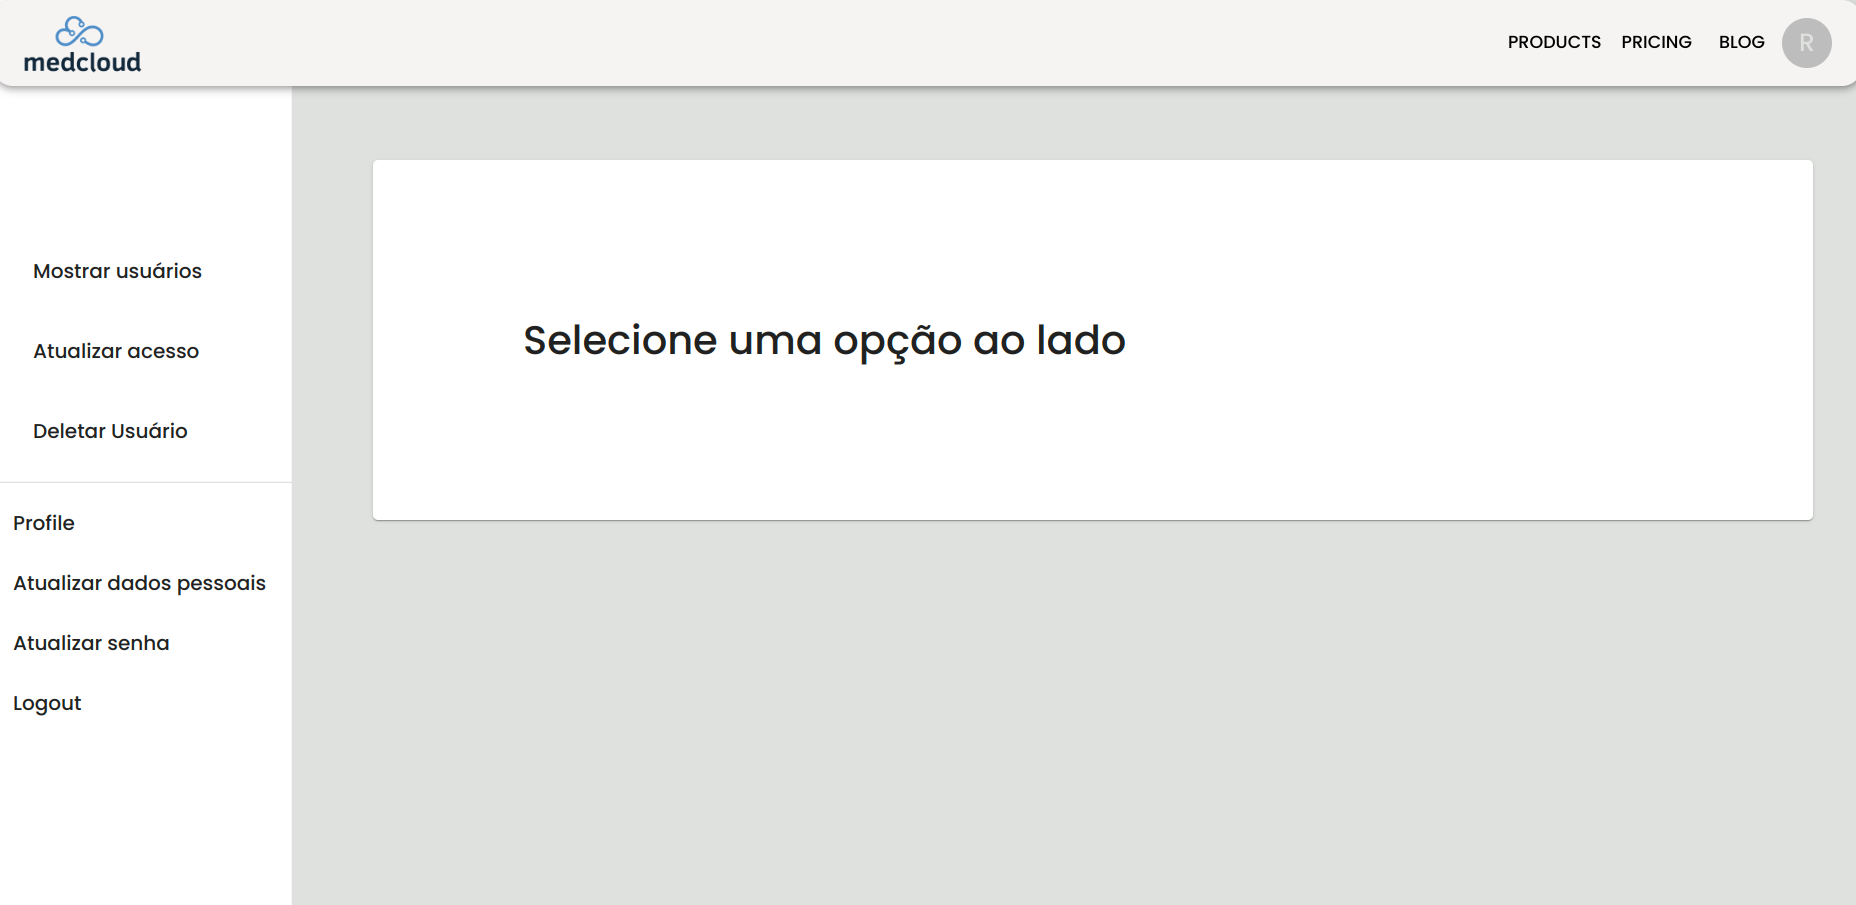 medcloud
PRODUCTS PRICING BLOG R
Mostrar usuários
Atualizar acesso
Deletar Usuário
Profile
Atualizar dados pessoais
Atualizar senha
Logout
Selecione uma opção ao lado